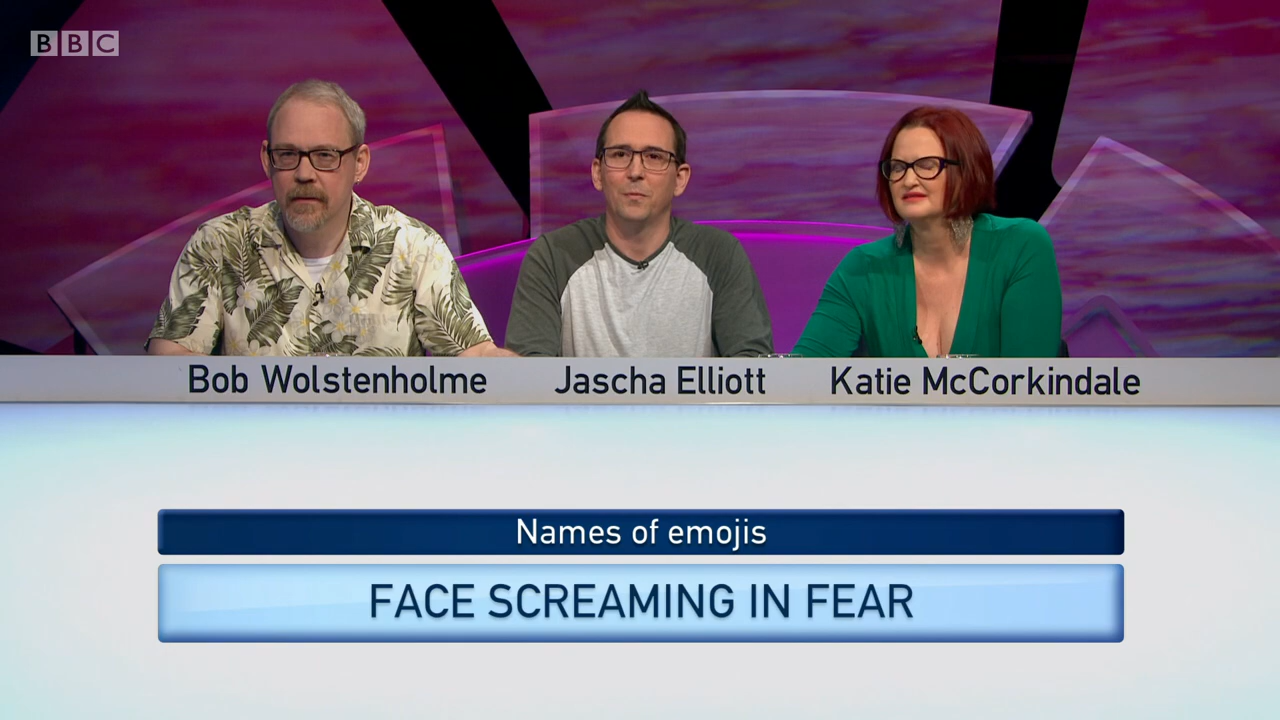 BBC
Bob Wolstenholme Jascha Elliott Katie McCorkindale
Names of emojis
FACE SCREAMING IN FEAR